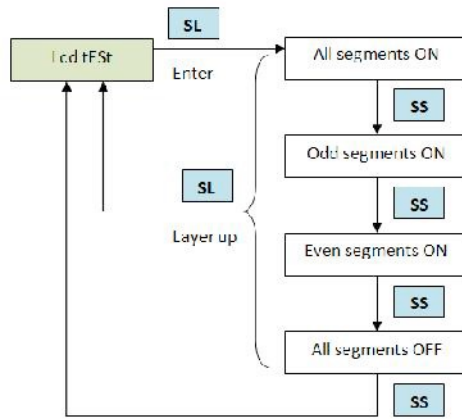 SL
Lcd tESt
All segments ON
Enter
SS
Odd segments ON
SL
SS
Layer up
Even segments ON
SS
All segments OFF
SS